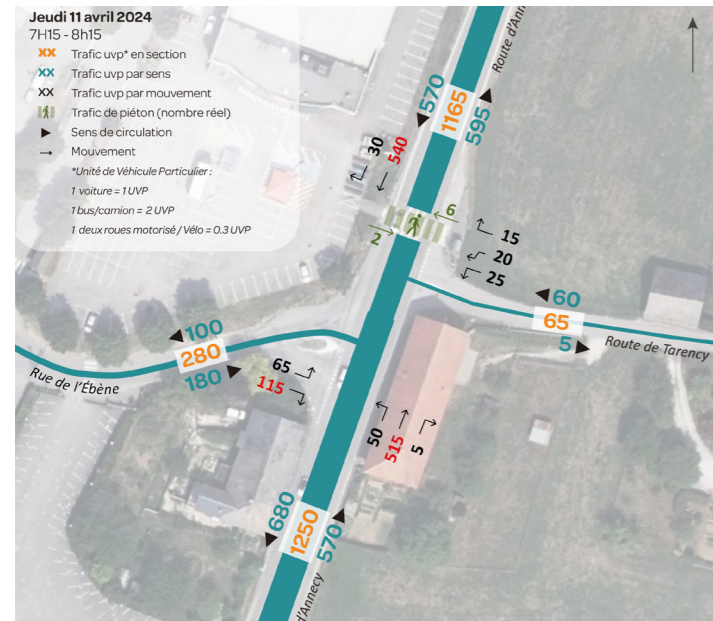 Jeudi 11 avril 2024
7H15 - 8h15
XX Trafic uvp* en section
XX Trafic uvp par sens
XX Trafic uvp par mouvement
Trafic de piéton (nombre réel)
Sens de circulation
Mouvement
*Unité de Véhicule Particulier :
1 voiture = 1 UVP
1 bus/camion = 2 UVP
1 deux roues motorisé / Vélo = 0.3 UVP
Route d'Anne
570
1165
595
30
540
6
2
15
20
25
60
65
5
Route de Tarency
100
280
180
Rue de l'Ébène
65
115
50
515
5
680
1250
570
d'Annecy